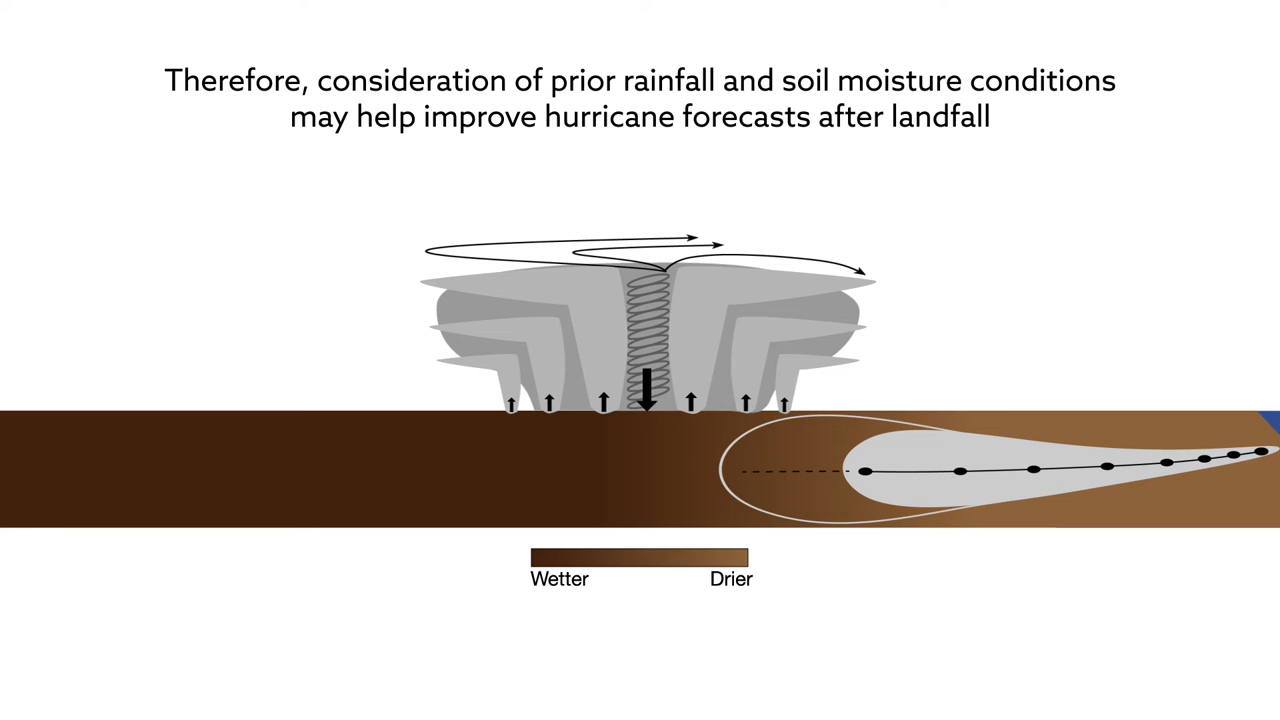 Therefore, consideration of prior rainfall and soil moisture conditions
may help improve hurricane forecasts after landfall
Wetter
Drier